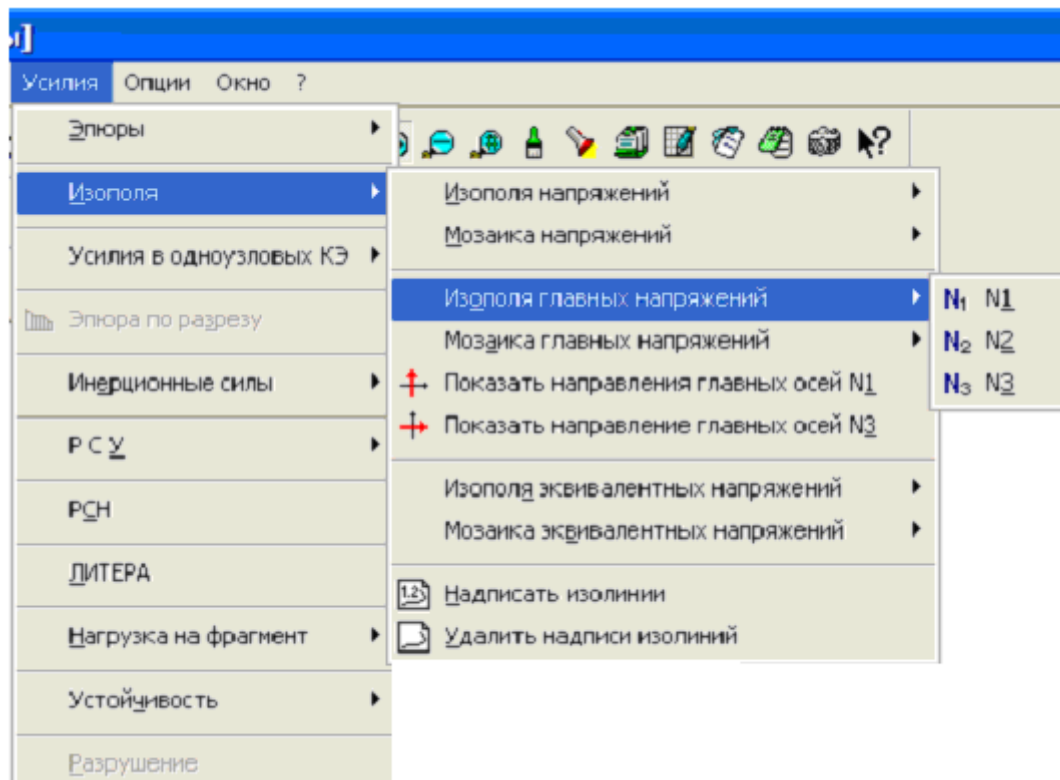 ы]
Усилия Опции Окно ?
Эпюры
Изополя
Усилия в одноузловых КЭ
Эпюра по разрезу
Инерционные силы
Р С У
РСН
ЛИТЕРА
Нагрузка на фрагмент
Устойчивость
Разрушение
Изополя напряжений
Мозаика напряжений
Изополя главных напряжений
Мозаика главных напряжений
Показать направления главных осей N1
Показать направление главных осей N3
Изополя эквивалентных напряжений
Мозаика эквивалентных напряжений
1.2 Надписать изолинии
Удалить надписи изолиний
N1 N1
N2 N2
N3 N3